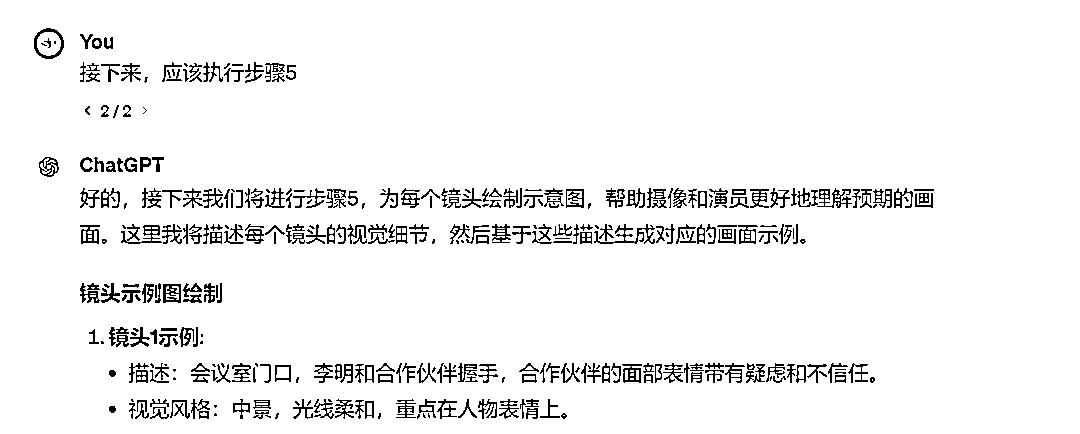 You
接下来，应该执行步骤5
< 2/2 >
ChatGPT
好的，接下来我们将进行步骤5，为每个镜头绘制示意图，帮助摄像和演员更好地理解预期的画
面。这里我将描述每个镜头的视觉细节，然后基于这些描述生成对应的画面示例。
镜头示例图绘制
1. 镜头1示例:
• 描述：会议室门口，李明和合作伙伴握手，合作伙伴的面部表情带有疑虑和不信任。
• 视觉风格：中景，光线柔和，重点在人物表情上。